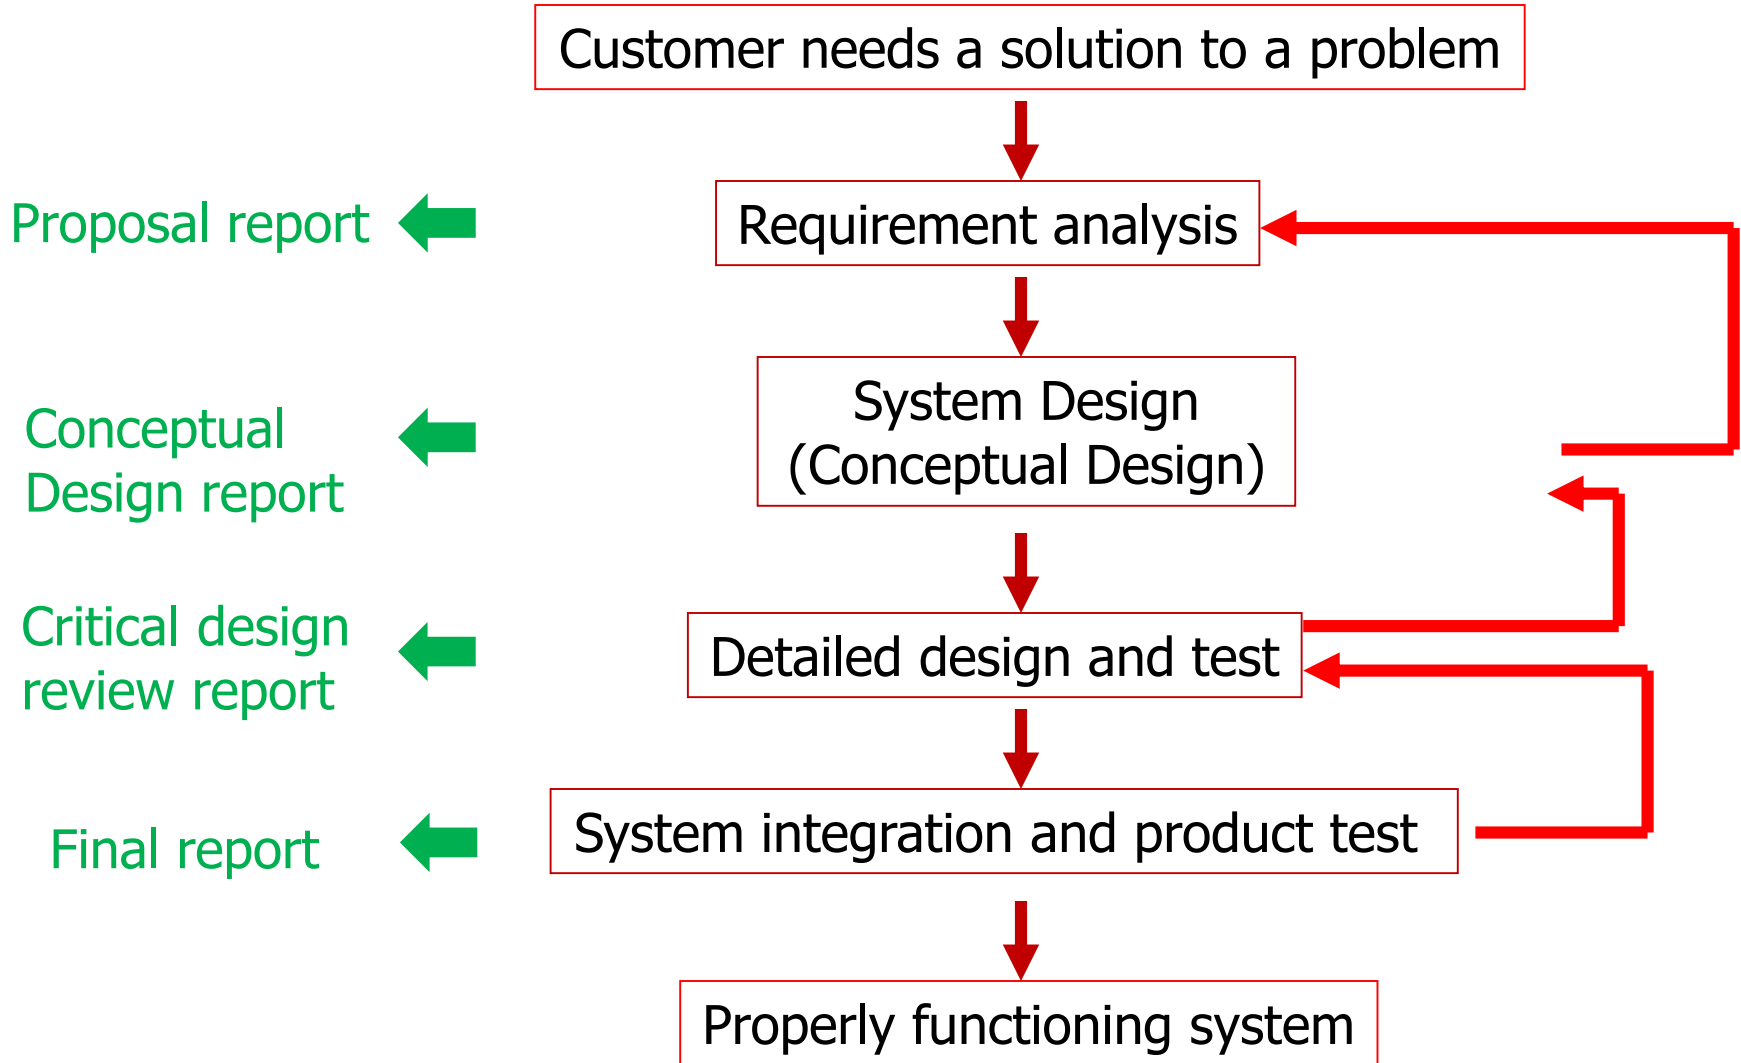 Customer needs a solution to a problem
Proposal report
Requirement analysis
Conceptual
Design report
System Design
(Conceptual Design)
Critical design
review report
Detailed design and test
Final report
System integration and product test
Properly functioning system